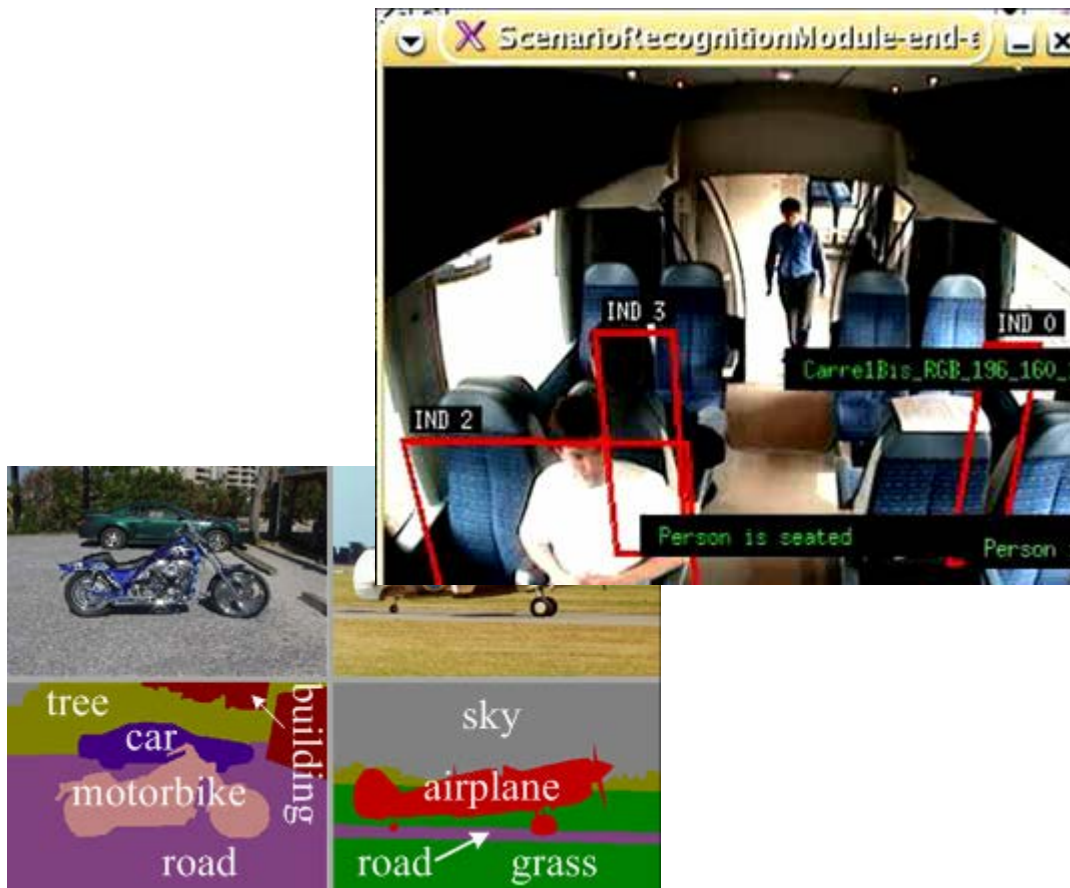 ScenarioRecognitionModule-end-
IND 3
IND 0
CarrelBis_RGB_196_160_
IND 2
Person is seated
Person
tree
building
car
motorbike
road
sky
airplane
road
grass